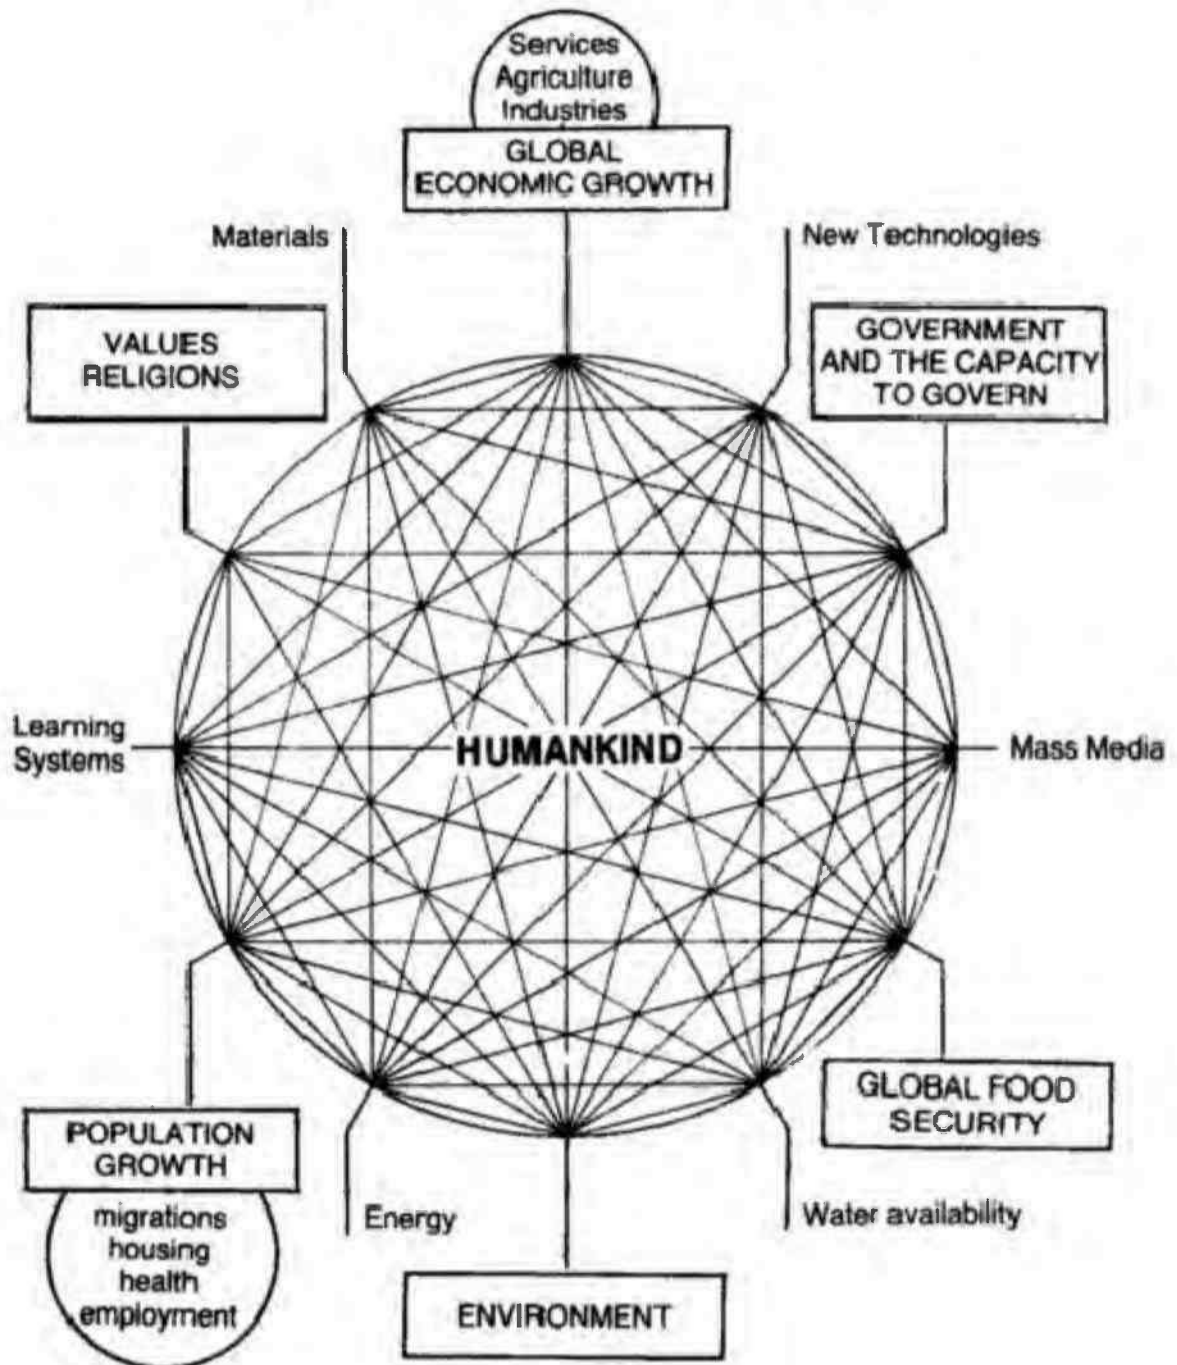 Services
Agriculture
Industries
GLOBAL
ECONOMIC GROWTH
Materials
New Technologies
VALUES
RELIGIONS
GOVERNMENT
AND THE CAPACITY
TO GOVERN
Learning
Systems
HUMANKIND
Mass Media
GLOBAL FOOD
SECURITY
POPULATION
GROWTH
migrations
housing
health
employment
Energy
Water availability
ENVIRONMENT